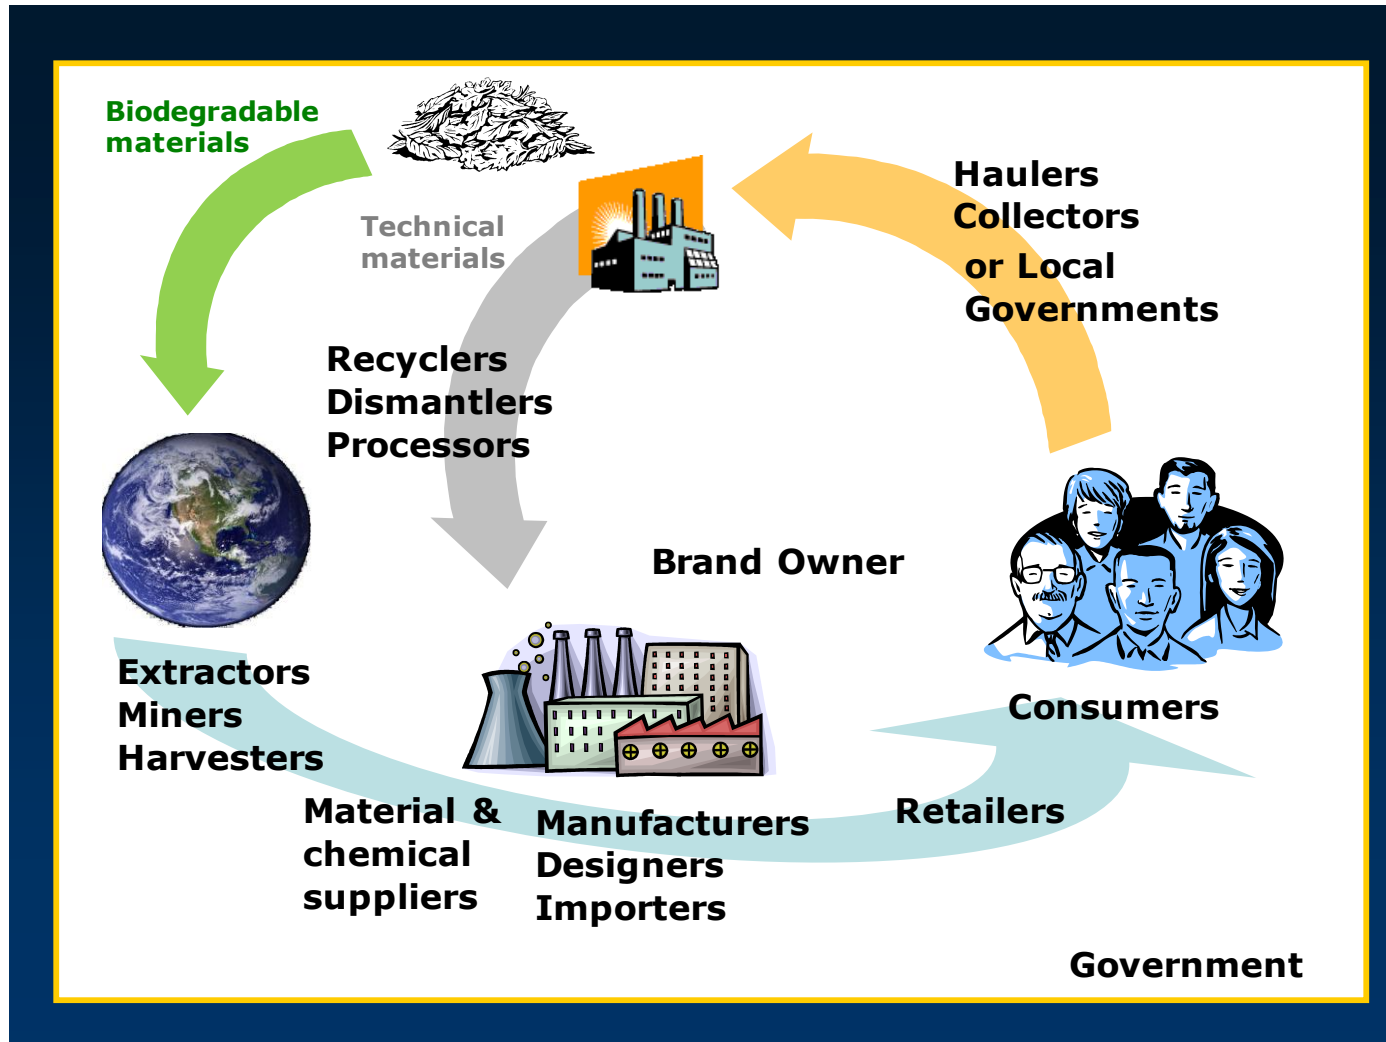 Biodegradable
materials
Technical
materials
Haulers
Collectors
or Local
Governments
Recyclers
Dismantlers
Processors
Brand Owner
Extractors
Miners
Harvesters
Consumers
Material &
chemical
suppliers
Manufacturers
Designers
Importers
Retailers
Government